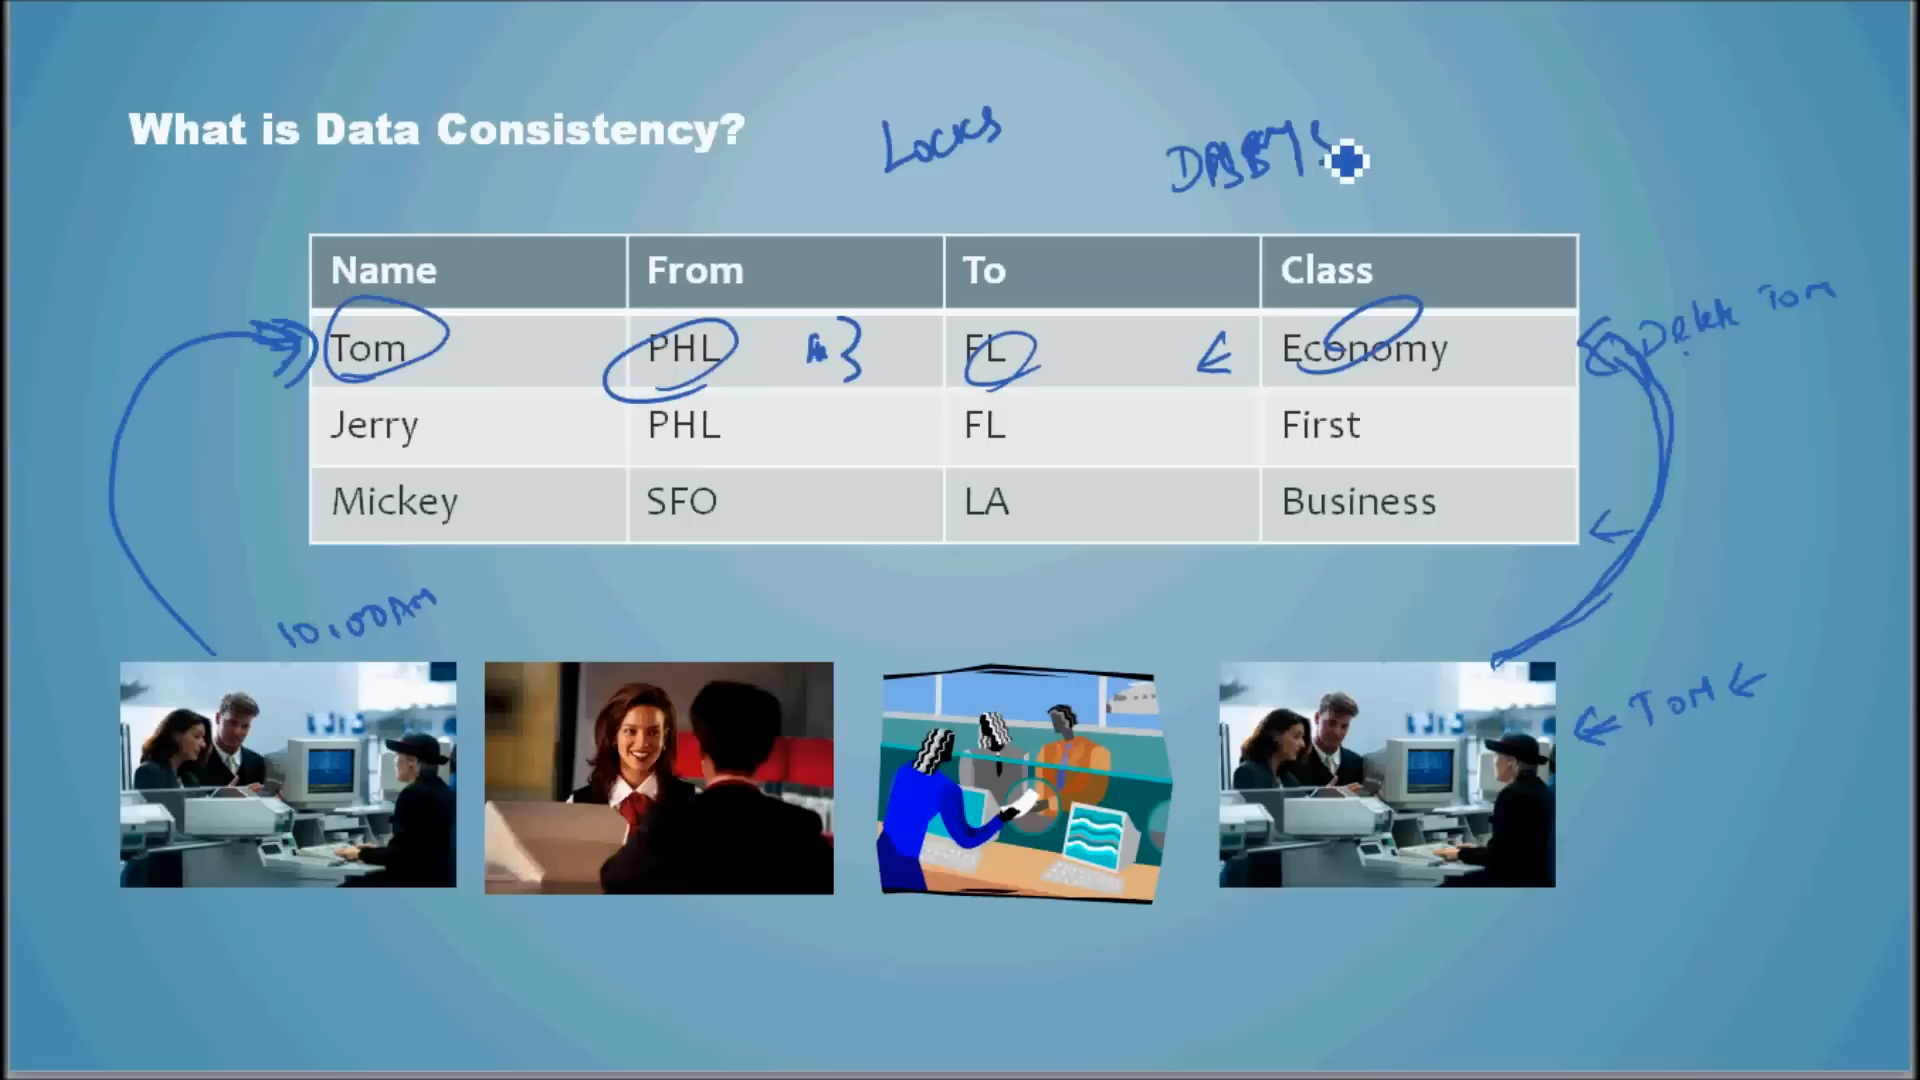 What is Data Consistency?
Locks
Name From To Class
Tom PHL FL Economy
Delete Tom
Jerry PHL FL First
Mickey SFO LA Business
10:00AM
TOM